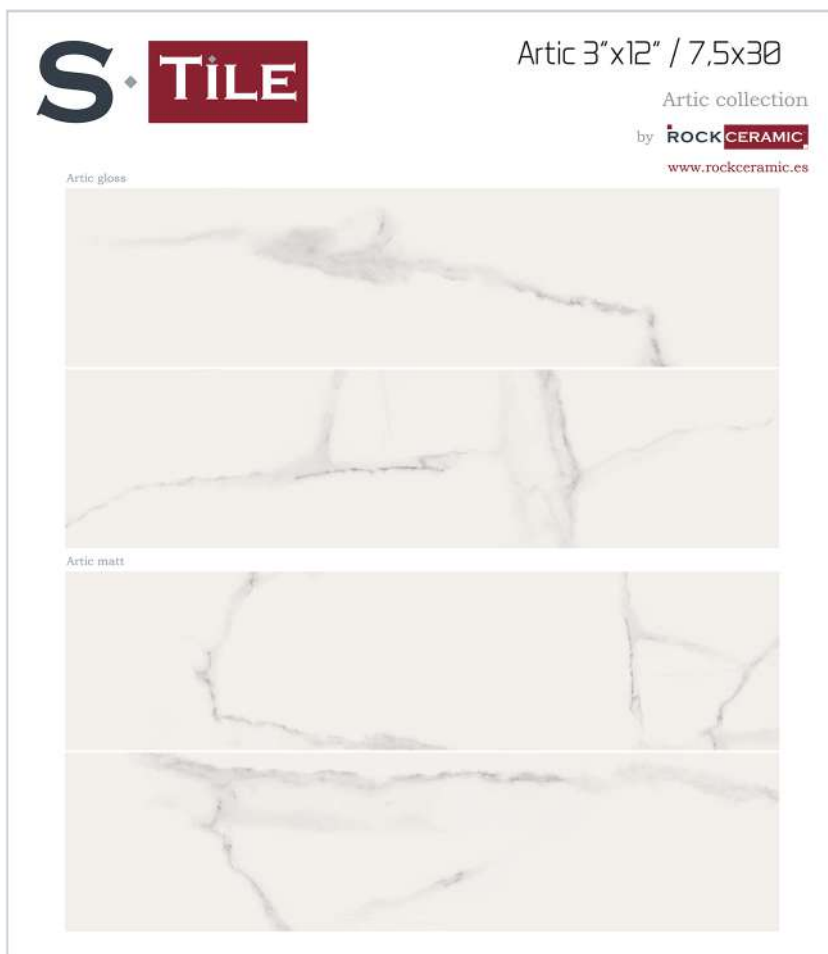 S·TILE
Artic 3"x12" / 7,5x30
Artic collection
by ROCKCERAMIC
www.rockceramic.es
Artic gloss
Artic matt